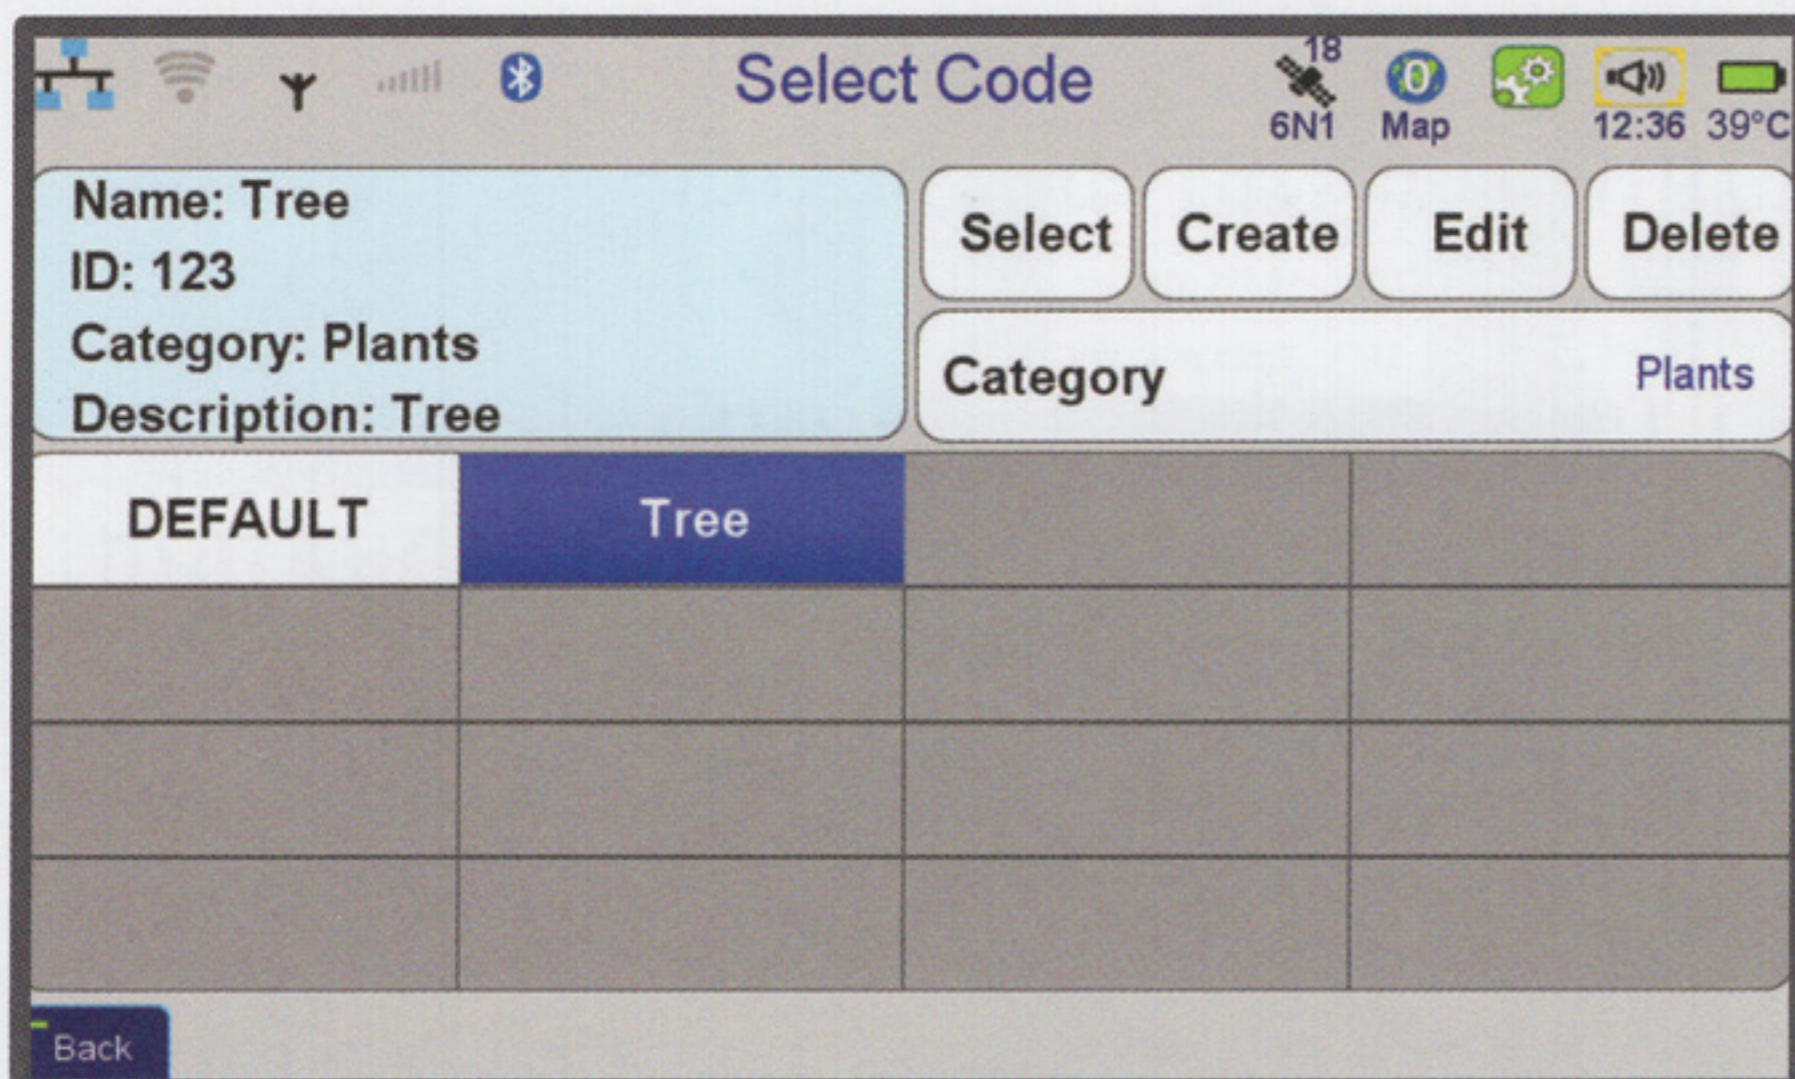 Select Code
18
6N1
0
Map
12:36
39°C
Name: Tree
ID: 123
Category: Plants
Description: Tree
Select
Create
Edit
Delete
Category
Plants
DEFAULT
Tree
Back